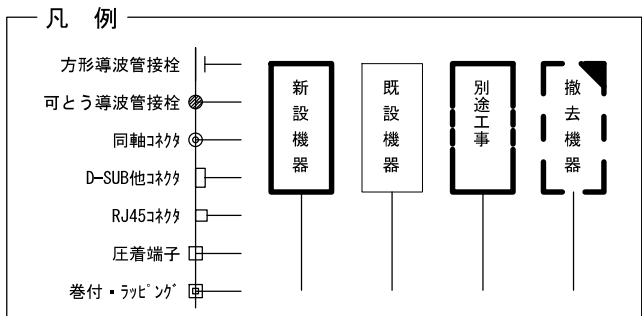 凡例
方形導波管接栓
可とう導波管接栓
同軸ｺﾈｸﾀ
D-SUB他ｺﾈｸﾀ
RJ45ｺﾈｸﾀ
圧着端子
巻付・ﾗｯﾋﾟﾝｸﾞ
新設機器
既設機器
別途工事
撤去機器